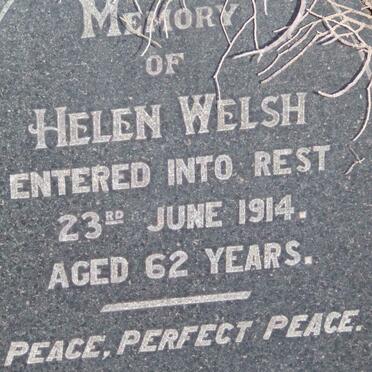 MEMORY
OF
HELEN WELSH
ENTERED INTO REST
23RD JUNE 1914.
AGED 62 YEARS.
PEACE, PERFECT PEACE.